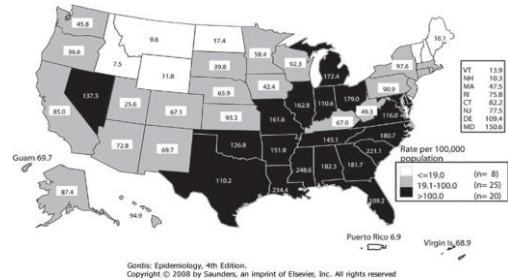 45.8
9.6
17.4
16.1
36.6
58.4
7.5
39.8
92.3
97.6
172.4
11.8
VT 13.9
NH 10.3
MA 47.5
RI 75.8
CT 82.2
NJ 77.5
DE 109.4
MD 150.6
137.3
65.9
42.4
90.9
162.8
110.6
179.0
85.0
25.6
67.1
93.3
161.6
67.0
49.3
116.0
145.1
180.7
72.8
69.7
126.8
151.8
221.1
Rate per 100,000
population
<=19.0 (n= 8)
19.1-100.0 (n= 25)
>100.0 (n= 20)
Guam 69.7
110.2
248.6
182.3
181.7
87.4
234.4
109.2
94.9
Puerto Rico 6.9
Virgin Is. 68.9
Gordis: Epidemiology, 4th Edition.
Copyright © 2008 by Saunders, an imprint of Elsevier, Inc. All rights reserved